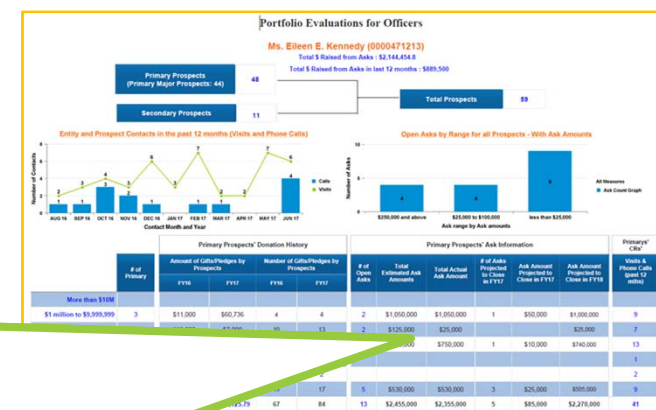 Portfolio Evaluations for Officers
Ms. Eileen E. Kennedy (0000471213)
Total $ Raised from Asks : $2,144,454.8
Total $ Raised from Asks in last 12 months : $889,500
Primary Prospects
(Primary Major Prospects: 44)
48
Total Prospects
59
Secondary Prospects
11
Entity and Prospect Contacts in the past 12 months (Visits and Phone Calls)
Number of Contacts
Calls
Visits
AUG 16 SEP 16 OCT 16 NOV 16 DEC 16 JAN 17 FEB 17 MAR 17 APR 17 MAY 17 JUN 17
Contact Month and Year
Open Asks by Range for all Prospects - With Ask Amounts
Number of Asks
All Measures
Ask Count Graph
$250,000 and above $25,000 to $100,000 less than $25,000
Ask range by Ask amounts
Primary Prospects' Donation History
Primary Prospects' Ask Information
Primarys' CRs'
# of Primary
Amount of Gifts/Pledges by Prospects
Number of Gifts/Pledges by Prospects
FY16 FY17 FY16 FY17
# of Open Asks
Total Estimated Ask Amounts
Total Actual Ask Amount
# of Asks Projected to Close in FY17
Ask Amount Projected to Close in FY17
Ask Amount Projected to Close in FY18
Visits & Phone Calls (past 12 mths)
More than $10M
$1 million to $9,999,999 3 $11,000 $60,736 4 4 2 $1,050,000 $1,050,000 1 $50,000 $1,000,000 9
13 2 $125,000 $25,000 $25,000 7
$750,000 1 $10,000 $740,000 13
1
2 2
17 5 $530,000 $530,000 3 $25,000 $505,000 9
67 84 13 $2,455,000 $2,355,000 5 $85,000 $2,270,000 41